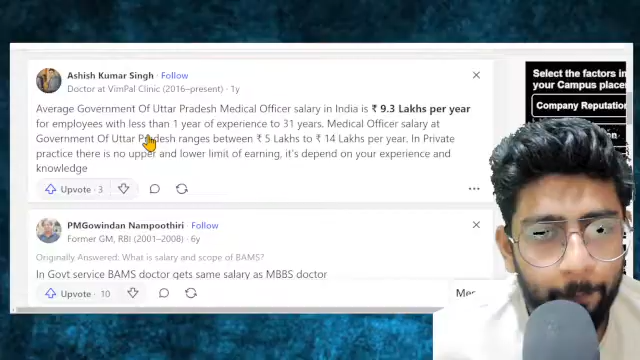 Ashish Kumar Singh · Follow
Doctor at VimPal Clinic (2016–present) · 1y
Average Government Of Uttar Pradesh Medical Officer salary in India is ₹ 9.3 Lakhs per year
for employees with less than 1 year of experience to 31 years. Medical Officer salary at
Government Of Uttar Pradesh ranges between ₹ 5 Lakhs to ₹ 14 Lakhs per year. In Private
practice there is no upper and lower limit of earning, it's depend on your experience and
knowledge
Upvote · 3
PMGowindan Nampoothiri · Follow
Former GM, RBI (2001–2008) · 6y
Originally Answered: What is salary and scope of BAMS?
In Govt service BAMS doctor gets same salary as MBBS doctor
Upvote · 10
Select the factors in
your Campus place
Company Reputation